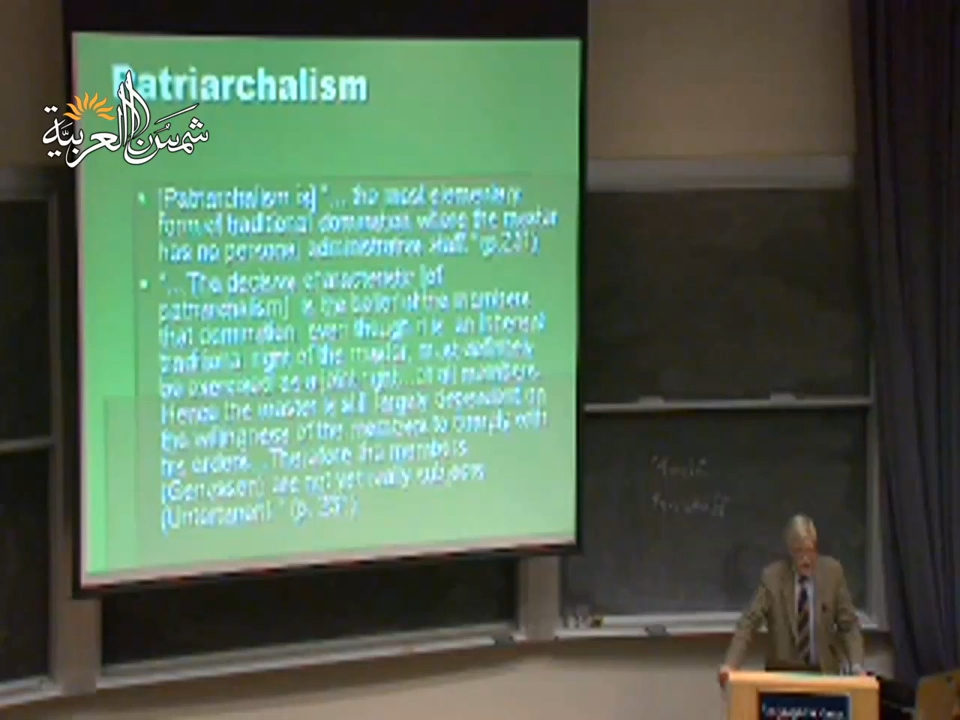 Patriarchalism
شمس العربية
• [Patriarchalism is] "... the most elementary
form of traditional domination where the master
has no personal administrative staff." (p.231)
• "... The decisive characteristic [of
patriarchalism] is the belief of the members
that domination, even though it is an inherent
traditional right of the master, must definitely
be exercised as a joint right... of all members.
Hence the master is still largely dependent on
the willingness of the members to comply with
his orders... Therefore the members
(Genossen) are not yet really subjects
(Untertanen)." (p. 231)